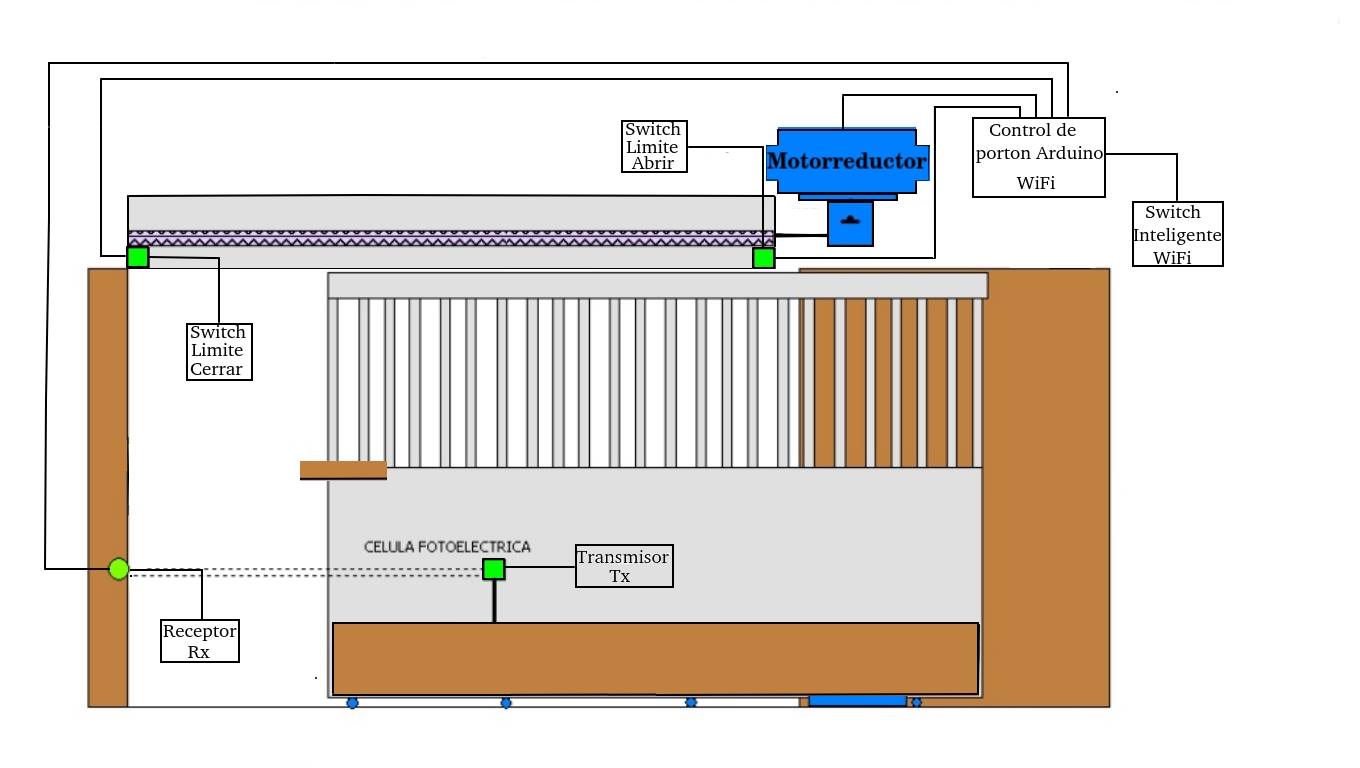 Switch
Limite
Abrir
Motorreductor
Control de
porton Arduino
WiFi
Switch
Inteligente
WiFi
Switch
Limite
Cerrar
CELULA FOTOELECTRICA
Transmisor
Tx
Receptor
Rx